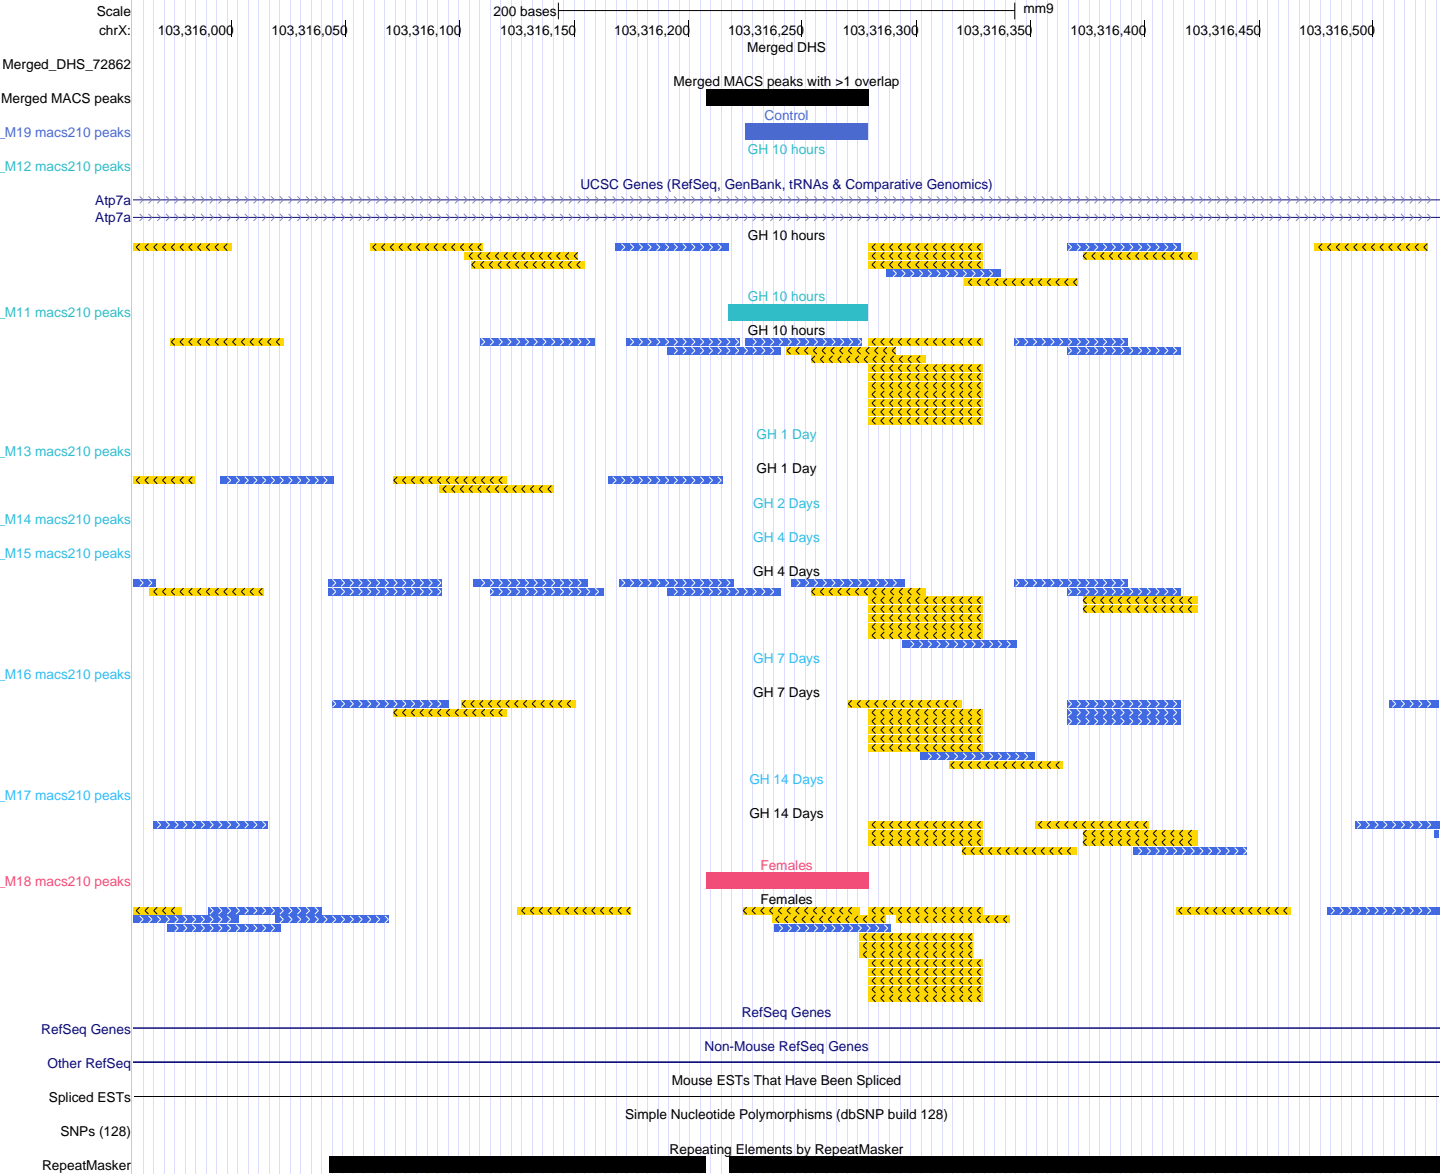 Scale 200 bases mm9
chrX: 103,316,000 103,316,050 103,316,100 103,316,150 103,316,200 103,316,250 103,316,300 103,316,350 103,316,400 103,316,450 103,316,500
Merged DHS
Merged_DHS_72862
Merged MACS peaks with >1 overlap
Merged MACS peaks
Control
_M19 macs210 peaks
GH 10 hours
_M12 macs210 peaks
UCSC Genes (RefSeq, GenBank, tRNAs & Comparative Genomics)
Atp7a
Atp7a
GH 10 hours
GH 10 hours
_M11 macs210 peaks
GH 10 hours
GH 1 Day
_M13 macs210 peaks
GH 1 Day
GH 2 Days
_M14 macs210 peaks
GH 4 Days
_M15 macs210 peaks
GH 4 Days
GH 7 Days
_M16 macs210 peaks
GH 7 Days
GH 14 Days
_M17 macs210 peaks
GH 14 Days
Females
_M18 macs210 peaks
Females
RefSeq Genes
RefSeq Genes
Non-Mouse RefSeq Genes
Other RefSeq
Mouse ESTs That Have Been Spliced
Spliced ESTs
Simple Nucleotide Polymorphisms (dbSNP build 128)
SNPs (128)
Repeating Elements by RepeatMasker
RepeatMasker